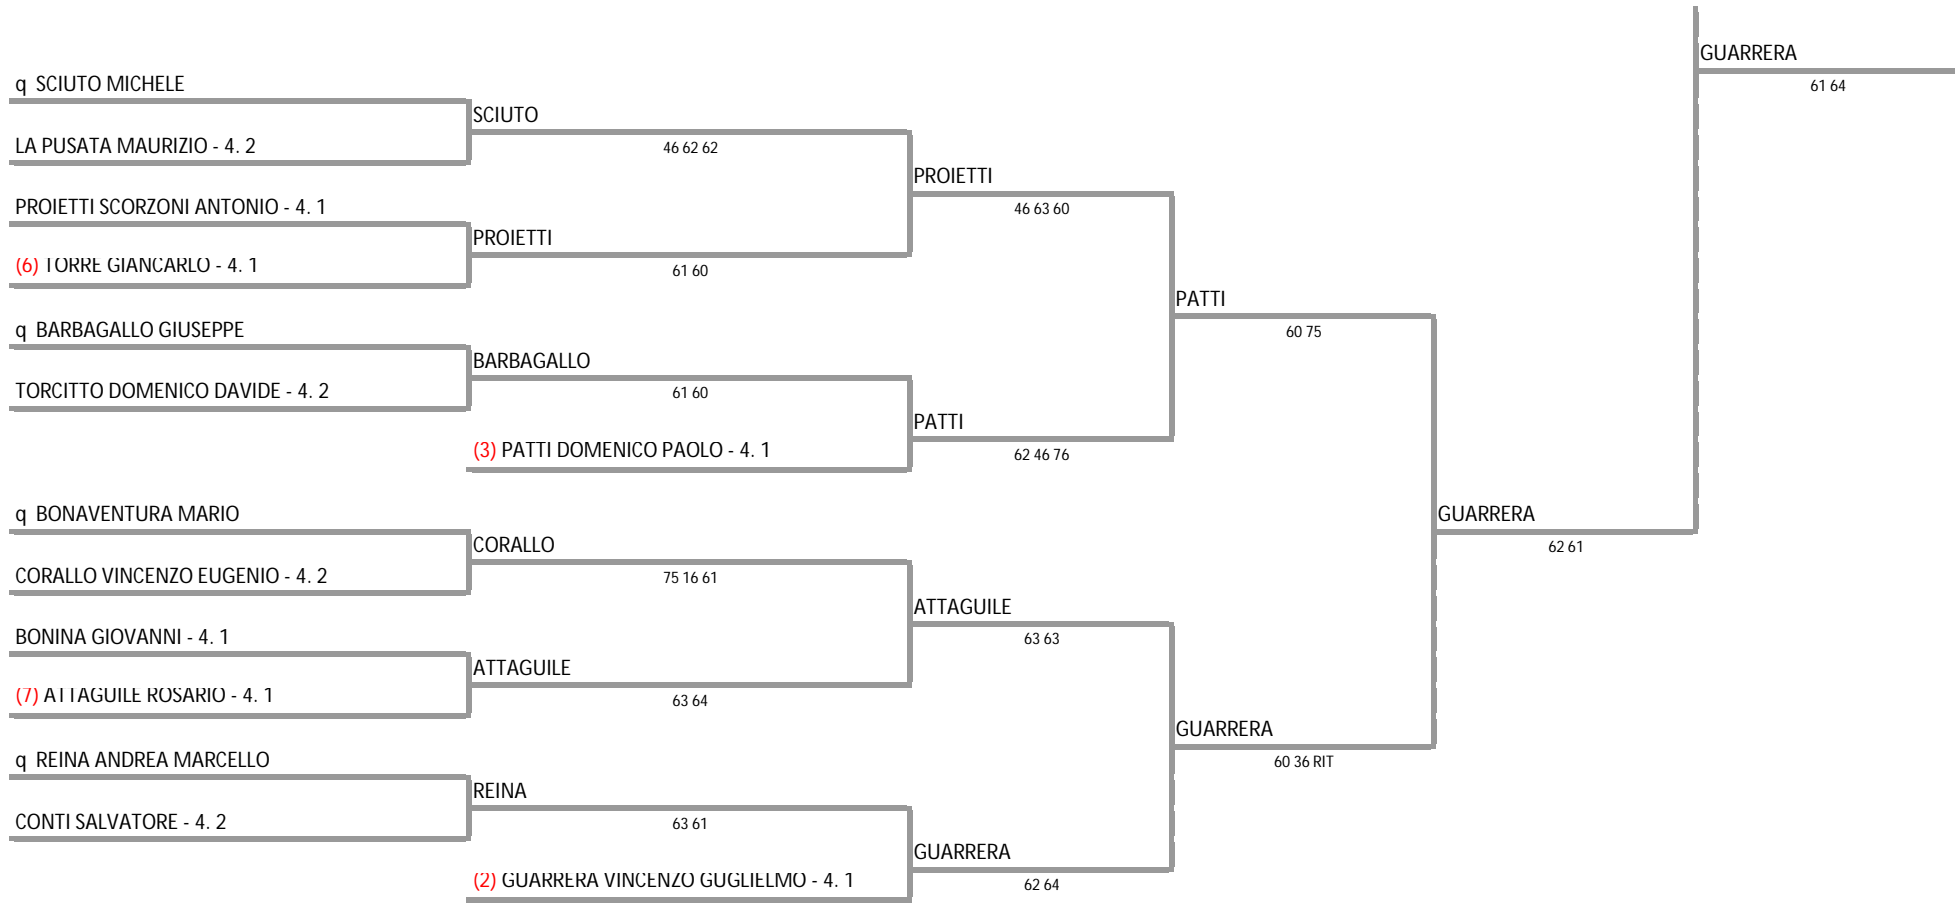 GUARRERA
q SCIUTO MICHELE
61 64
SCIUTO
LA PUSATA MAURIZIO - 4. 2
46 62 62
PROIETTI
PROIETTI SCORZONI ANTONIO - 4. 1
46 63 60
PROIETTI
(6) TORRE GIANCARLO - 4. 1
61 60
PATTI
q BARBAGALLO GIUSEPPE
60 75
BARBAGALLO
TORCITTO DOMENICO DAVIDE - 4. 2
61 60
PATTI
(3) PATTI DOMENICO PAOLO - 4. 1
62 46 76
q BONAVENTURA MARIO
GUARRERA
CORALLO
62 61
CORALLO VINCENZO EUGENIO - 4. 2
75 16 61
ATTAGUILE
BONINA GIOVANNI - 4. 1
63 63
ATTAGUILE
(7) ATTAGUILE ROSARIO - 4. 1
63 64
GUARRERA
q REINA ANDREA MARCELLO
60 36 RIT
REINA
CONTI SALVATORE - 4. 2
63 61
GUARRERA
(2) GUARRERA VINCENZO GUGLIELMO - 4. 1
62 64